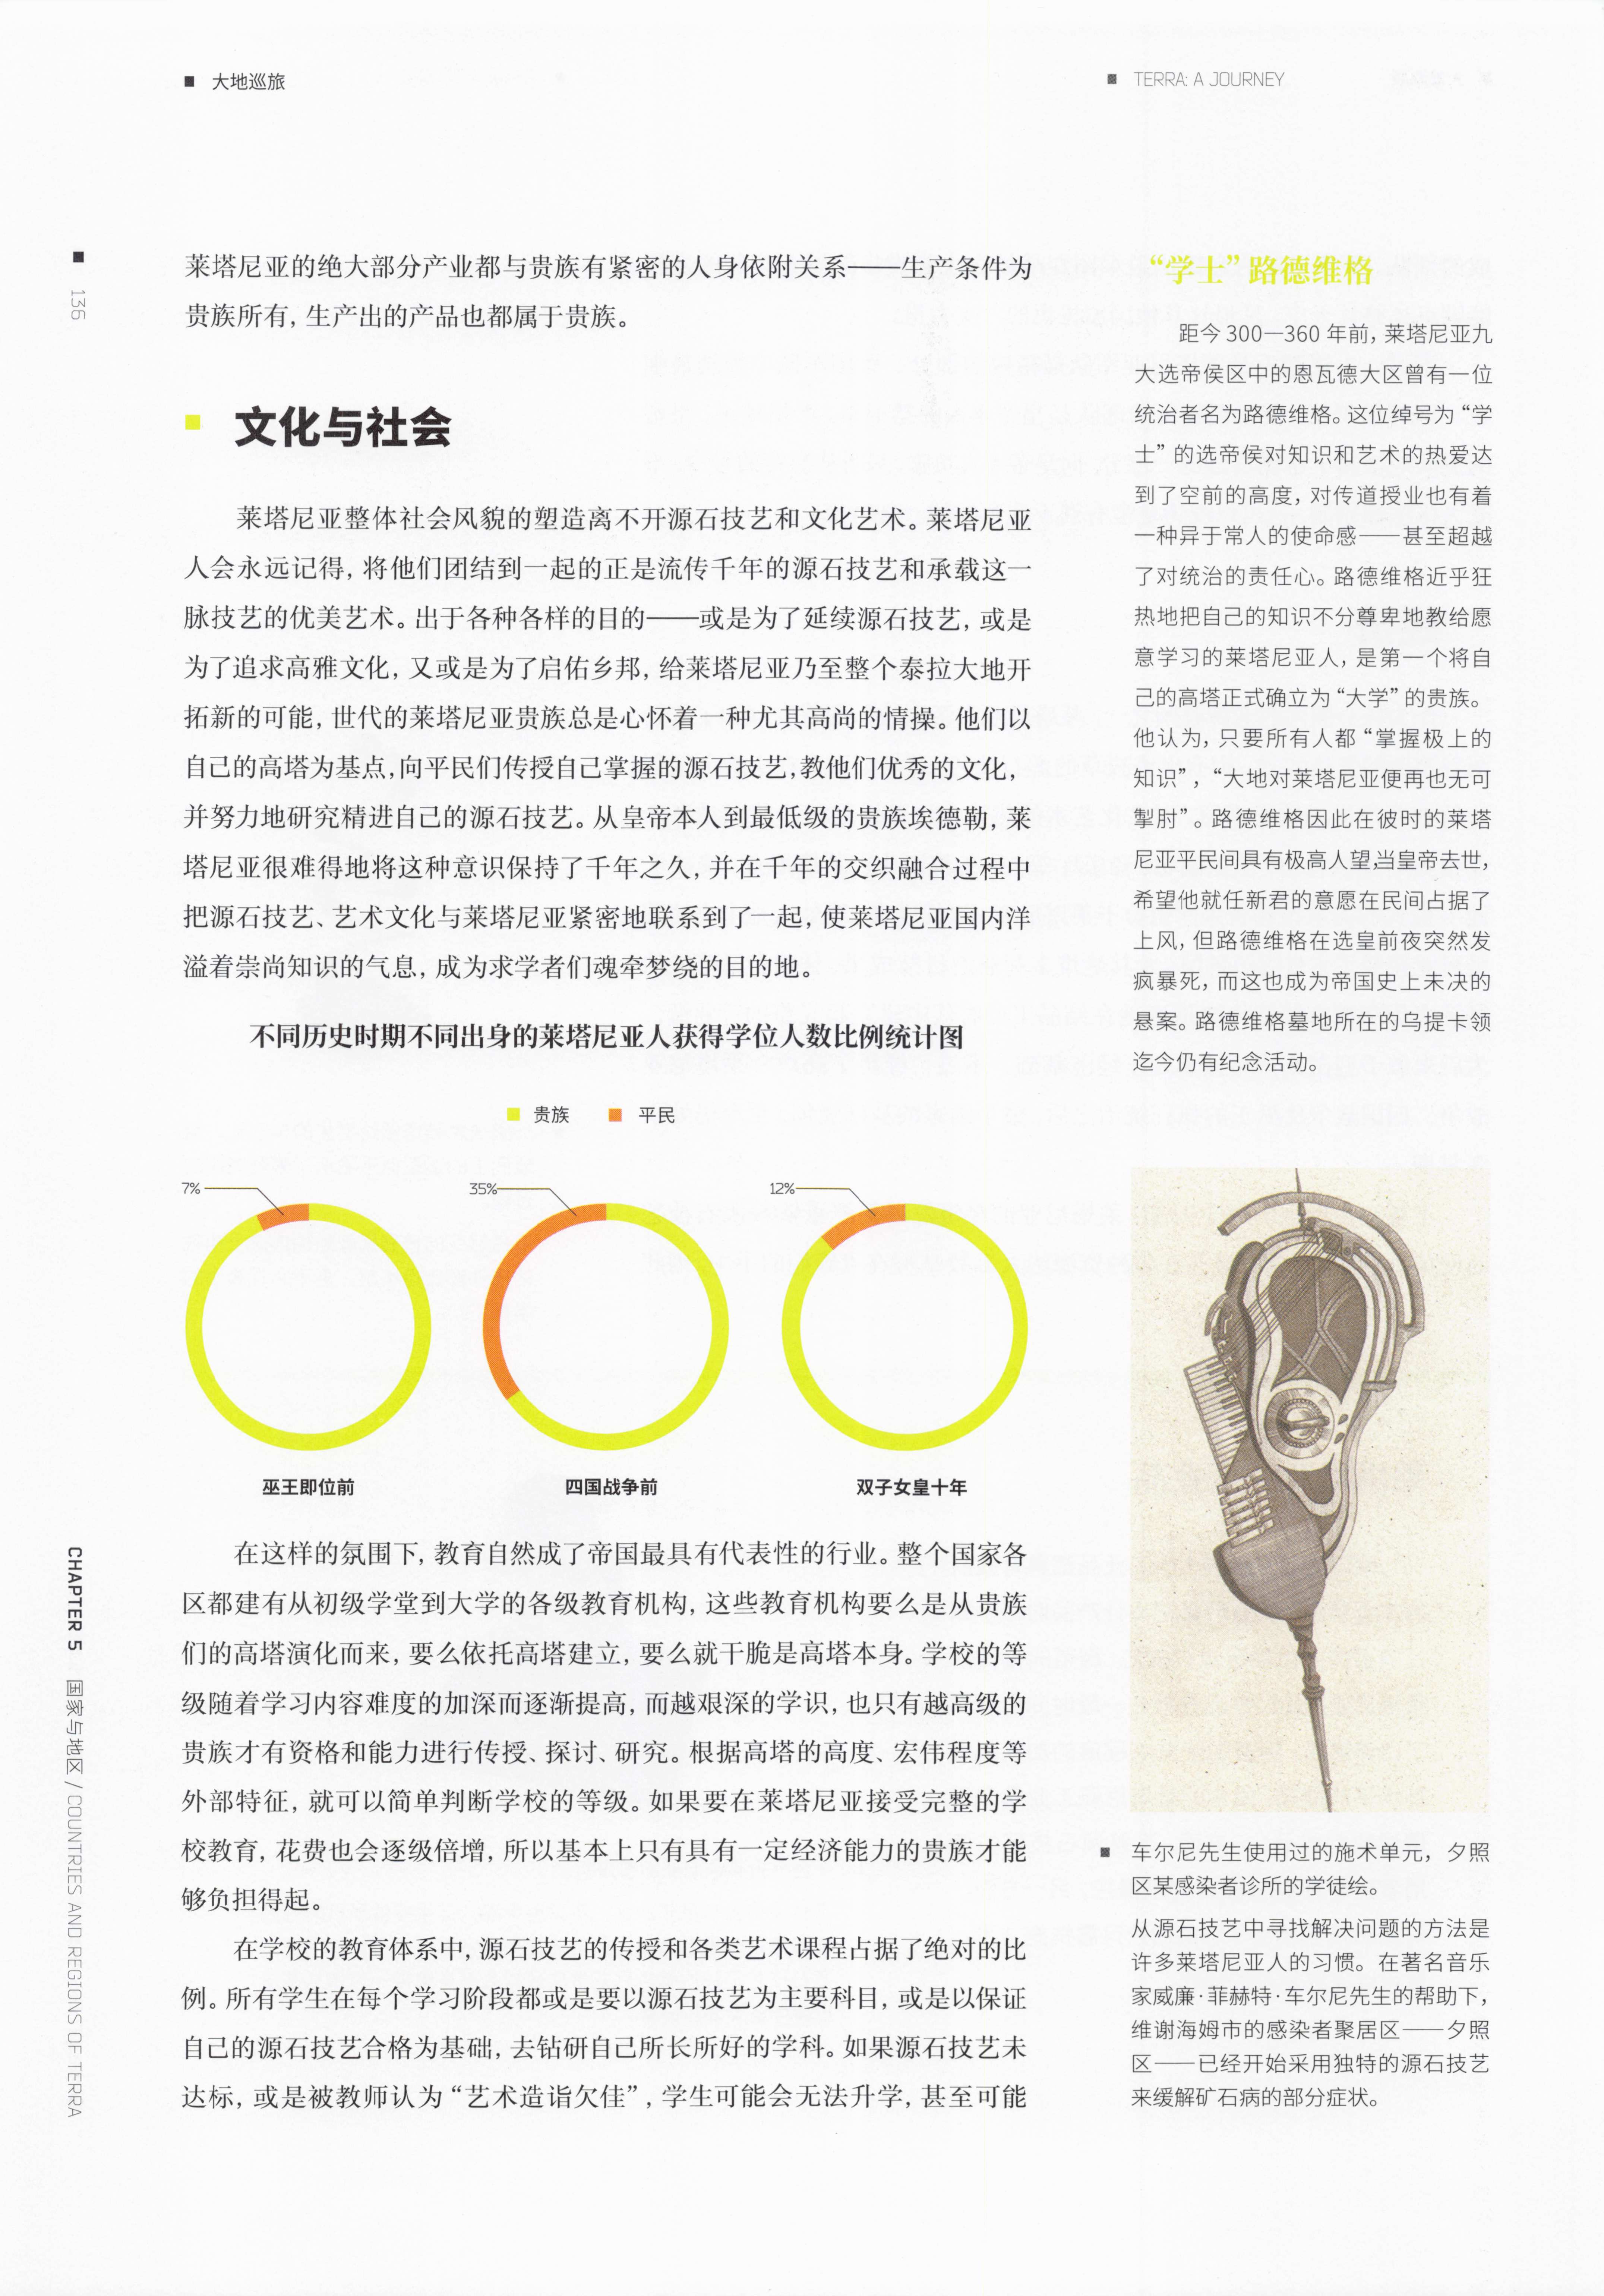 大地巡旅
TERRA: A JOURNEY
136
莱塔尼亚的绝大部分产业都与贵族有紧密的人身依附关系——生产条件为
贵族所有，生产出的产品也都属于贵族。
文化与社会
莱塔尼亚整体社会风貌的塑造离不开源石技艺和文化艺术。莱塔尼亚
人会永远记得，将他们团结到一起的正是流传千年的源石技艺和承载这一
脉技艺的优美艺术。出于各种各样的目的——或是为了延续源石技艺，或是
为了追求高雅文化，又或是为了启佑乡邦，给莱塔尼亚乃至整个泰拉大地开
拓新的可能，世代的莱塔尼亚贵族总是心怀着一种尤其高尚的情操。他们以
自己的高塔为基点，向平民们传授自己掌握的源石技艺，教他们优秀的文化，
并努力地研究精进自己的源石技艺。从皇帝本人到最低级的贵族埃德勒，莱
塔尼亚很难得地将这种意识保持了千年之久，并在千年的交织融合过程中
把源石技艺、艺术文化与莱塔尼亚紧密地联系到了一起，使莱塔尼亚国内洋
溢着崇尚知识的气息，成为求学者们魂牵梦绕的目的地。
不同历史时期不同出身的莱塔尼亚人获得学位人数比例统计图
贵族
平民
7%
35%
12%
巫王即位前
四国战争前
双子女皇十年
在这样的氛围下，教育自然成了帝国最具有代表性的行业。整个国家各
区都建有从初级学堂到大学的各级教育机构，这些教育机构要么是从贵族
们的高塔演化而来，要么依托高塔建立，要么就干脆是高塔本身。学校的等
级随着学习内容难度的加深而逐渐提高，而越艰深的学识，也只有越高级的
贵族才有资格和能力进行传授、探讨、研究。根据高塔的高度、宏伟程度等
外部特征，就可以简单判断学校的等级。如果要在莱塔尼亚接受完整的学
校教育，花费也会逐级倍增，所以基本上只有具有一定经济能力的贵族才能
够负担得起。
在学校的教育体系中，源石技艺的传授和各类艺术课程占据了绝对的比
例。所有学生在每个学习阶段都或是要以源石技艺为主要科目，或是以保证
自己的源石技艺合格为基础，去钻研自己所长所好的学科。如果源石技艺未
达标，或是被教师认为“艺术造诣欠佳”，学生可能会无法升学，甚至可能
“学士”路德维格
距今 300—360 年前，莱塔尼亚九
大选帝侯区中的恩瓦德大区曾有一位
统治者名为路德维格。这位绰号为“学
士”的选帝侯对知识和艺术的热爱达
到了空前的高度，对传道授业也有着
一种异于常人的使命感——甚至超越
了对统治的责任心。路德维格近乎狂
热地把自己的知识不分尊卑地教给愿
意学习的莱塔尼亚人，是第一个将自
己的高塔正式确立为“大学”的贵族。
他认为，只要所有人都“掌握极上的
知识”，“大地对莱塔尼亚便再也无可
掣肘”。路德维格因此在彼时的莱塔
尼亚平民间具有极高人望，当皇帝去世，
希望他就任新君的意愿在民间占据了
上风，但路德维格在选皇前夜突然发
疯暴死，而这也成为帝国史上未决的
悬案。路德维格墓地所在的乌提卡领
迄今仍有纪念活动。
车尔尼先生使用过的施术单元，夕照
区某感染者诊所的学徒绘。
从源石技艺中寻找解决问题的方法是
许多莱塔尼亚人的习惯。在著名音乐
家威廉·菲赫特·车尔尼先生的帮助下，
维谢海姆市的感染者聚居区——夕照
区——已经开始采用独特的源石技艺
来缓解矿石病的部分症状。
CHAPTER 5 国家与地区 / COUNTRIES AND REGIONS OF TERRA